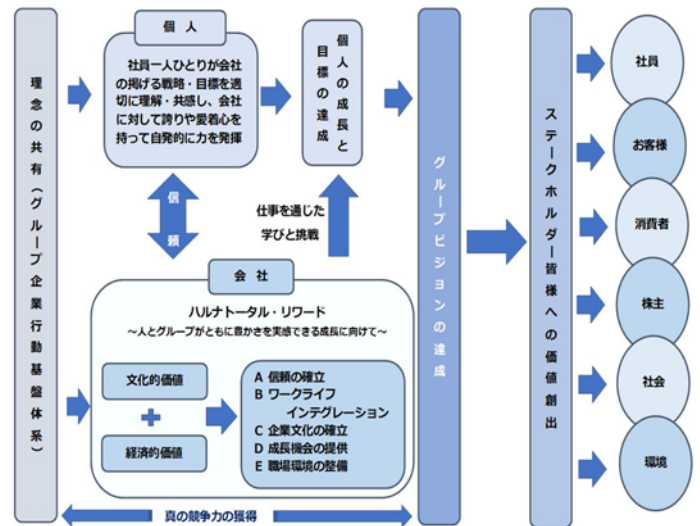 理念の共有（グループ企業行動基盤体系）
個 人
社員一人ひとりが会社
の掲げる戦略・目標を適
切に理解・共感し、会社
に対して誇りや愛着心を
持って自発的に力を発揮
個人の成長と
目標の達成
信頼
仕事を通じた
学びと挑戦
会 社
ハルナトータル・リワード
～人とグループがともに豊かさを実感できる成長に向けて～
文化的価値
経済的価値
A 信頼の確立
B ワークライフ
インテグレーション
C 企業文化の確立
D 成長機会の提供
E 職場環境の整備
真の競争力の獲得
グループビジョンの達成
ステークホルダー皆様への価値創出
社員
お客様
消費者
株主
社会
環境